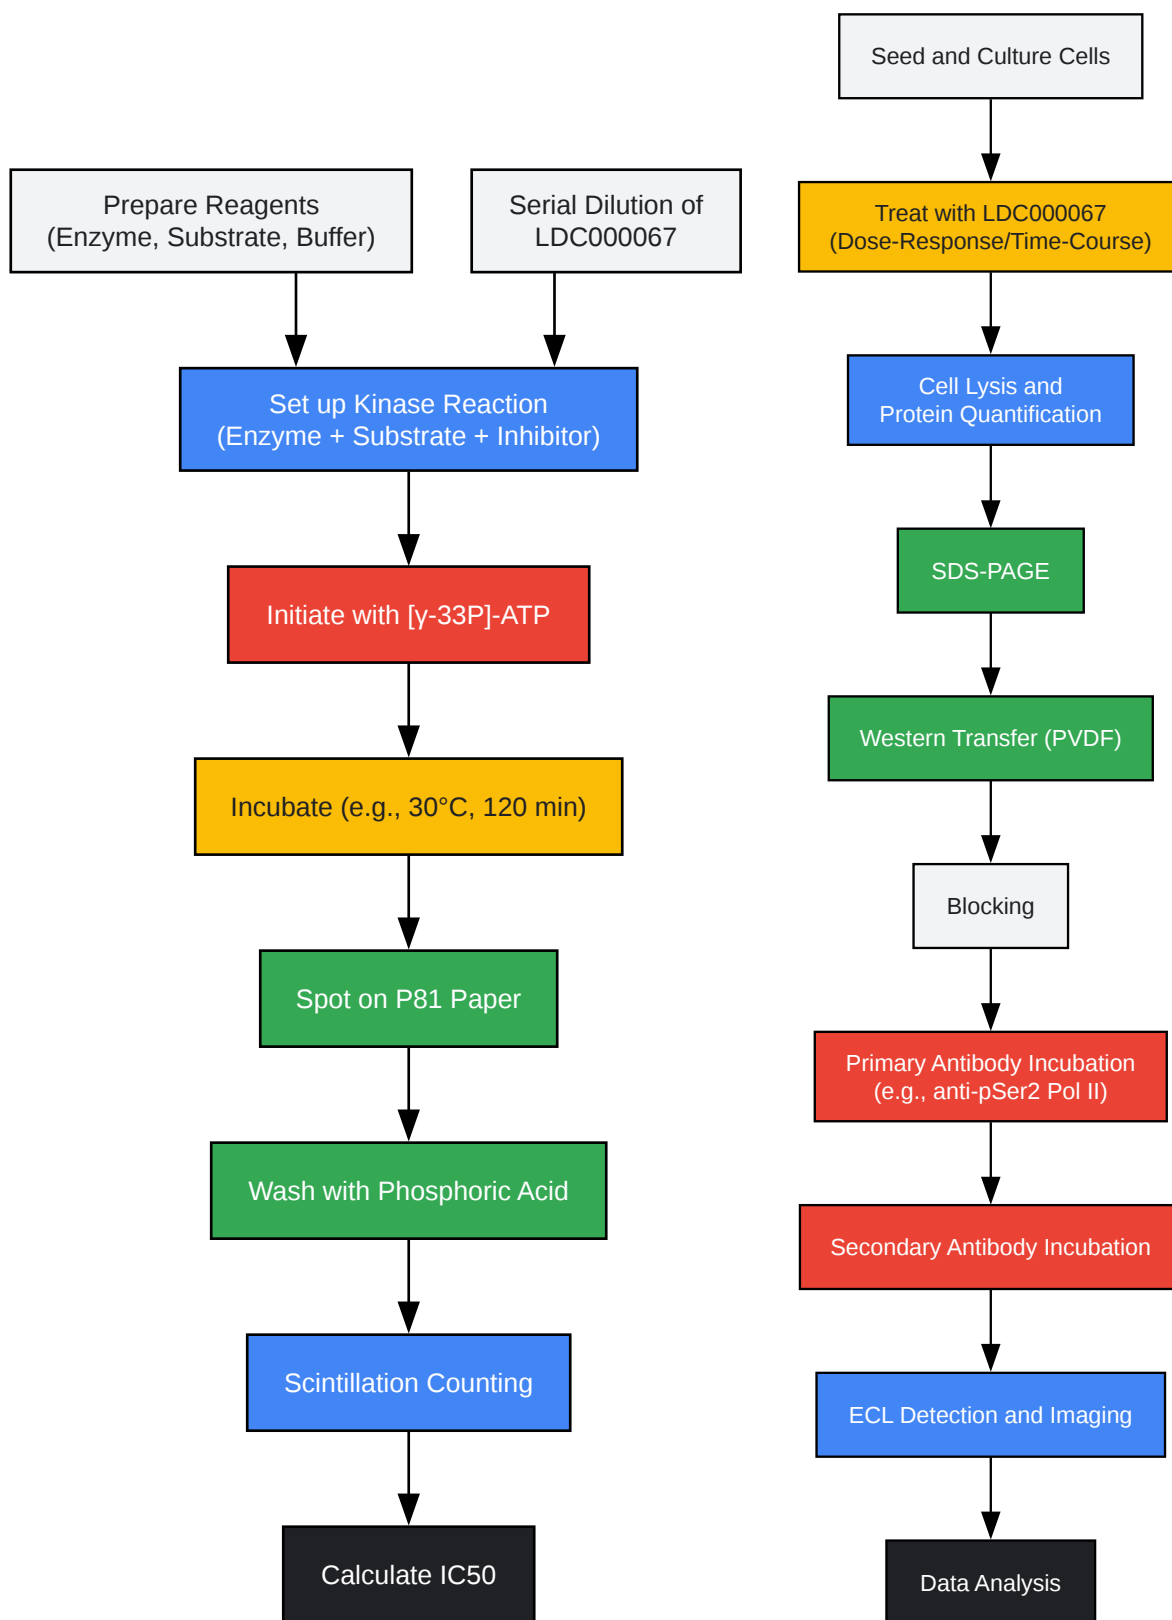 Prepare Reagents
(Enzyme, Substrate, Buffer)
Serial Dilution of
LDC000067
Set up Kinase Reaction
(Enzyme + Substrate + Inhibitor)
Initiate with [γ-33P]-ATP
Incubate (e.g., 30°C, 120 min)
Spot on P81 Paper
Wash with Phosphoric Acid
Scintillation Counting
Calculate IC50
Seed and Culture Cells
Treat with LDC000067
(Dose-Response/Time-Course)
Cell Lysis and
Protein Quantification
SDS-PAGE
Western Transfer (PVDF)
Blocking
Primary Antibody Incubation
(e.g., anti-pSer2 Pol II)
Secondary Antibody Incubation
ECL Detection and Imaging
Data Analysis